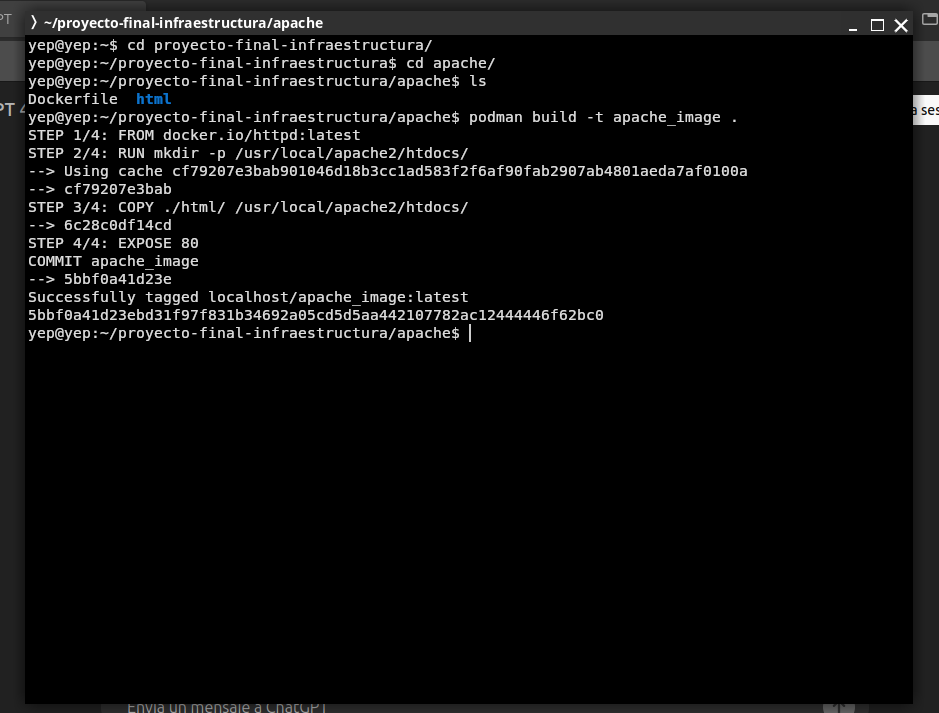 PT
〉 ~/proyecto-final-infraestructura/apache
yep@yep:~$ cd proyecto-final-infraestructura/
yep@yep:~/proyecto-final-infraestructura$ cd apache/
yep@yep:~/proyecto-final-infraestructura/apache$ ls
Dockerfile  html
PT 4
a ses
yep@yep:~/proyecto-final-infraestructura/apache$ podman build -t apache_image .
STEP 1/4: FROM docker.io/httpd:latest
STEP 2/4: RUN mkdir -p /usr/local/apache2/htdocs/
--> Using cache cf79207e3bab901046d18b3cc1ad583f2f6af90fab2907ab4801aeda7af0100a
--> cf79207e3bab
STEP 3/4: COPY ./html/ /usr/local/apache2/htdocs/
--> 6c28c0df14cd
STEP 4/4: EXPOSE 80
COMMIT apache_image
--> 5bbf0a41d23e
Successfully tagged localhost/apache_image:latest
5bbf0a41d23ebd31f97f831b34692a05cd5d5aa442107782ac12444446f62bc0
yep@yep:~/proyecto-final-infraestructura/apache$
Envía un mensaje a ChatGPT